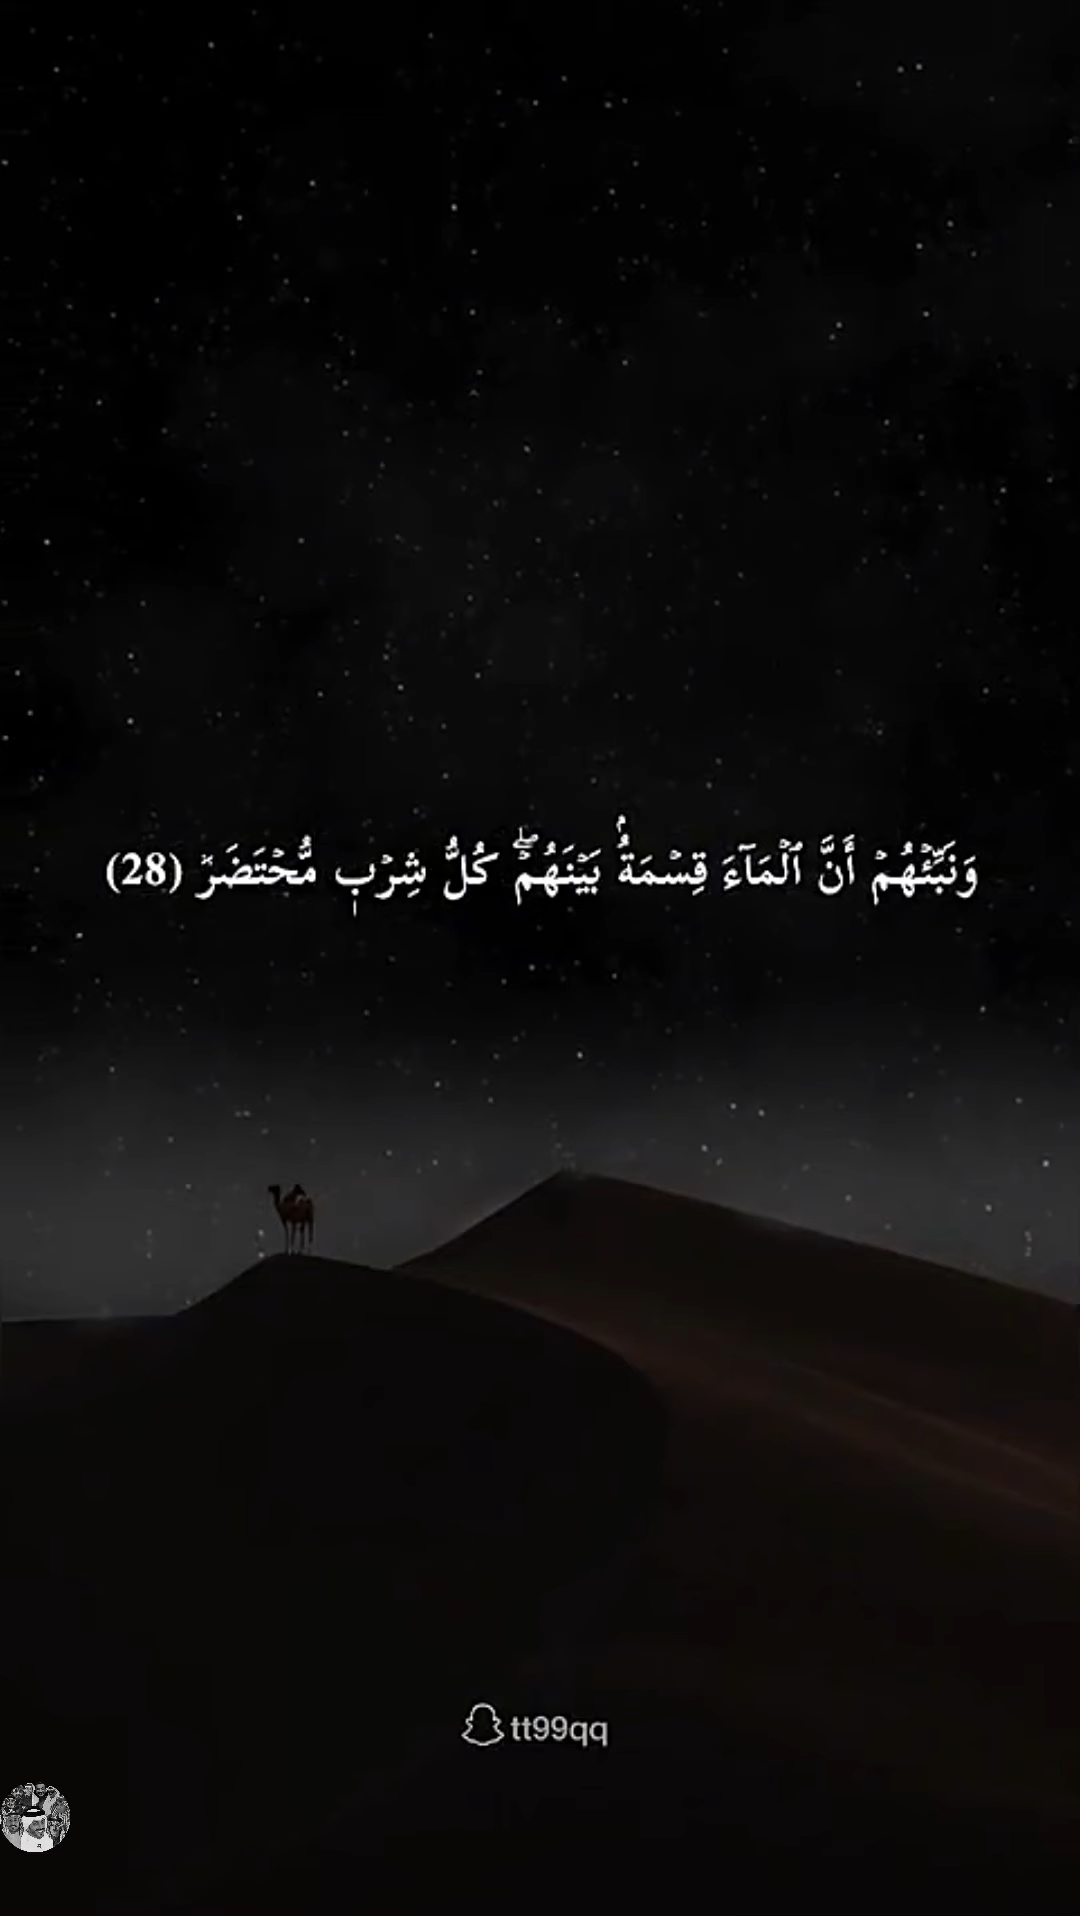 وَنَبِّئۡهُمۡ أَنَّ ٱلۡمَآءَ قِسۡمَةُۢ بَيۡنَهُمۡۖ كُلُّ شِرۡبٖ مُّحۡتَضَرٞ (28)
tt99qq